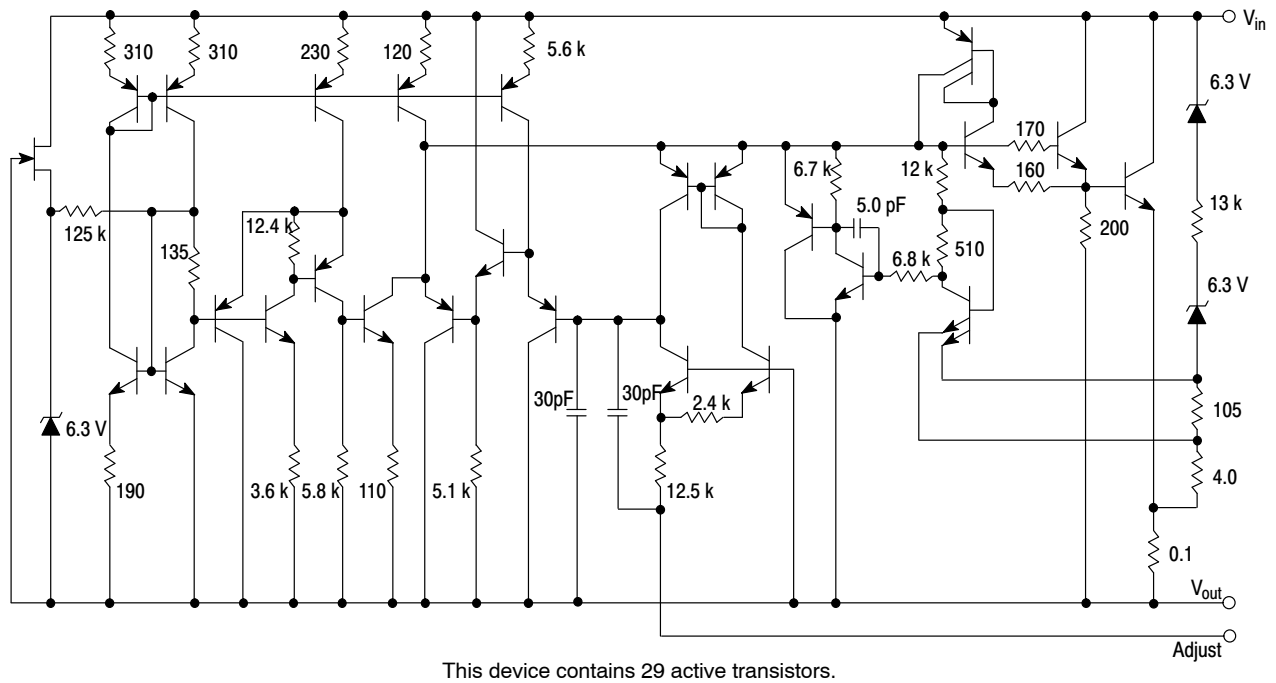 V_in
310
310
230
120
5.6 k
6.3 V
170
6.7 k
12 k
160
5.0 pF
13 k
125 k
12.4 k
200
135
6.8 k
510
6.3 V
30pF
30pF
2.4 k
105
6.3 V
190
3.6 k
5.8 k
110
5.1 k
12.5 k
4.0
0.1
V_out
Adjust
This device contains 29 active transistors.